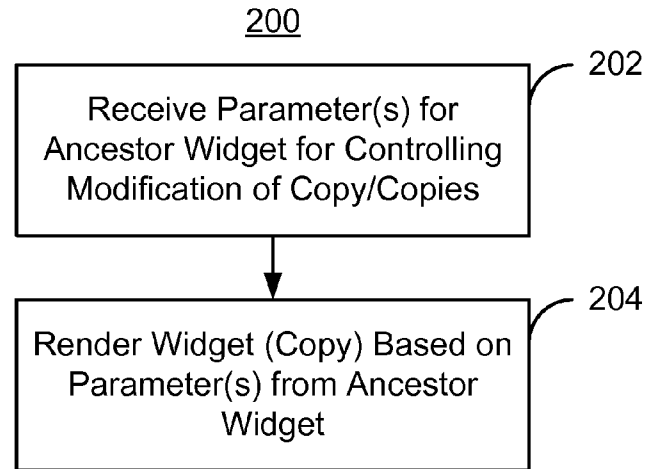 200
202
Receive Parameter(s) for
Ancestor Widget for Controlling
Modification of Copy/Copies
204
Render Widget (Copy) Based on
Parameter(s) from Ancestor
Widget